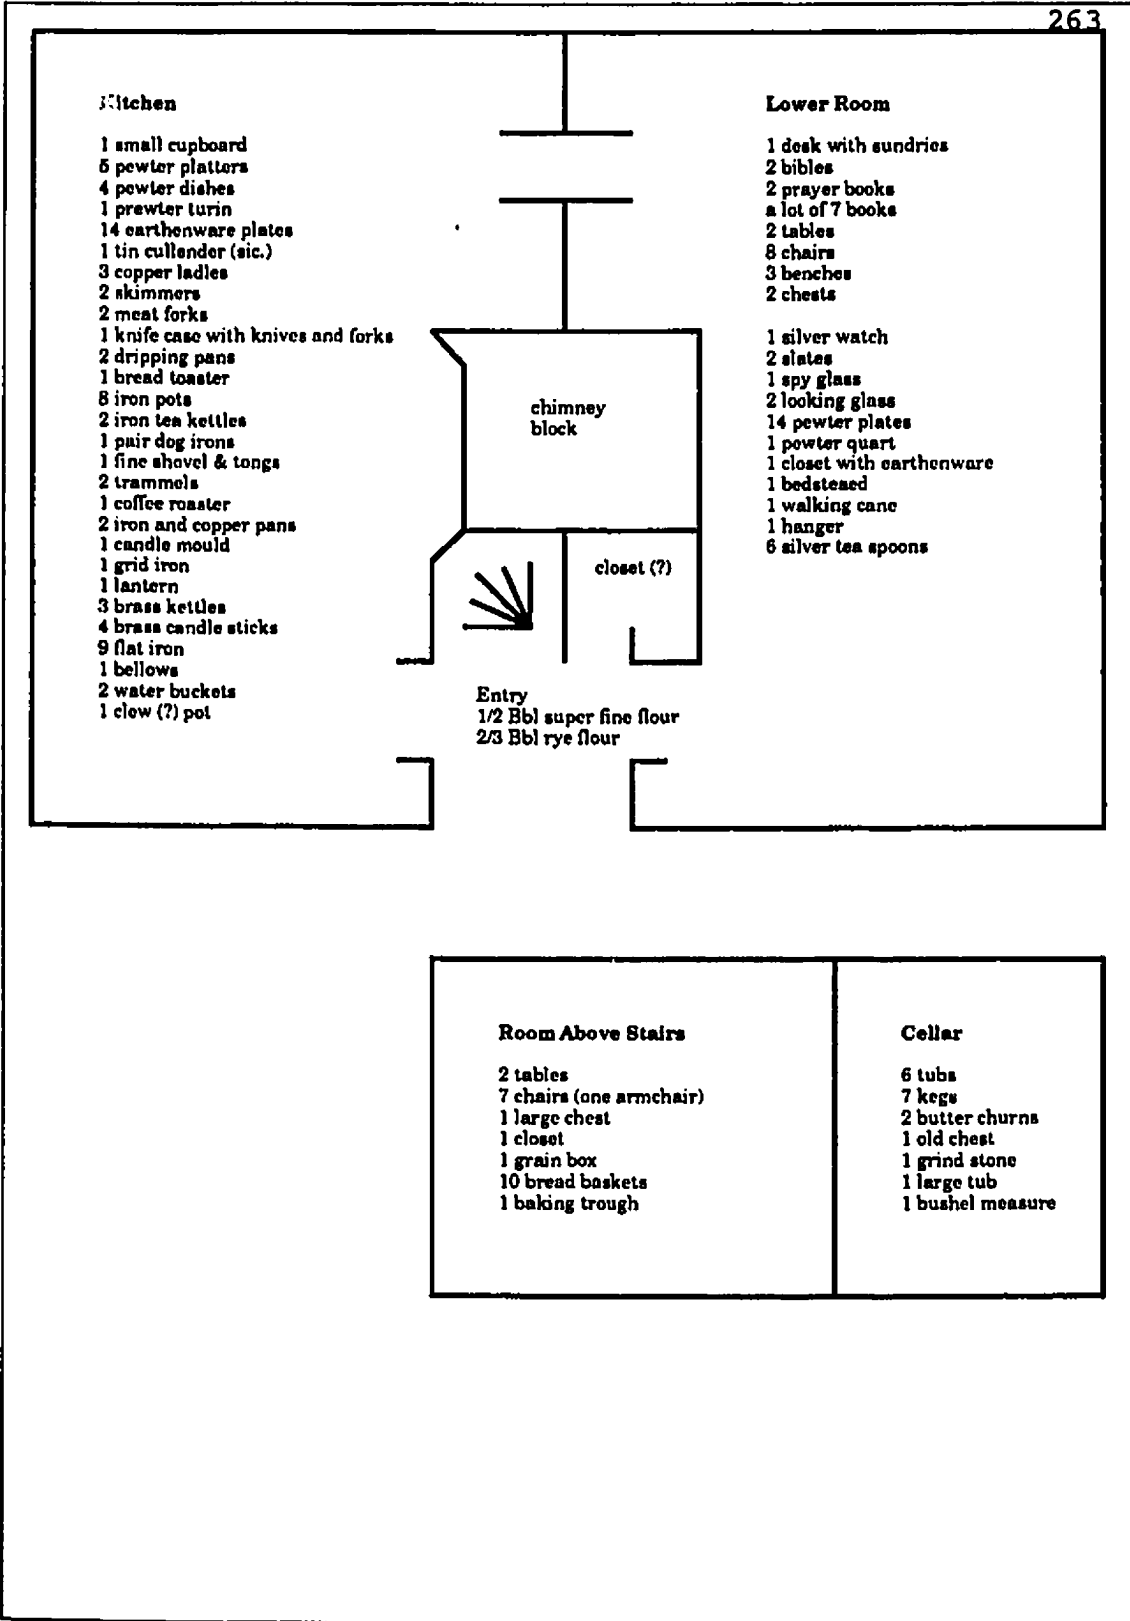 263
Kitchen
1 small cupboard
5 pewter platters
4 pewter dishes
1 prewter turin
14 earthenware plates
1 tin cullender (sic.)
3 copper ladles
2 skimmers
2 meat forks
1 knife case with knives and forks
2 dripping pans
1 bread toaster
8 iron pots
2 iron tea kettles
1 pair dog irons
1 fine shovel & tongs
2 trammels
1 coffee roaster
2 iron and copper pans
1 candle mould
1 grid iron
1 lantern
3 brass kettles
4 brass candle sticks
9 flat iron
1 bellows
2 water buckets
1 clow (?) pot
chimney
block
closet (?)
Entry
1/2 Bbl super fine flour
2/3 Bbl rye flour
Lower Room
1 desk with sundries
2 bibles
2 prayer books
a lot of 7 books
2 tables
8 chairs
3 benches
2 chests
1 silver watch
2 slates
1 spy glass
2 looking glass
14 pewter plates
1 pewter quart
1 closet with earthenware
1 bedstead
1 walking cane
1 hanger
6 silver tea spoons
Room Above Stairs
2 tables
7 chairs (one armchair)
1 large chest
1 closet
1 grain box
10 bread baskets
1 baking trough
Cellar
6 tubs
7 kegs
2 butter churns
1 old chest
1 grind stone
1 large tub
1 bushel measure